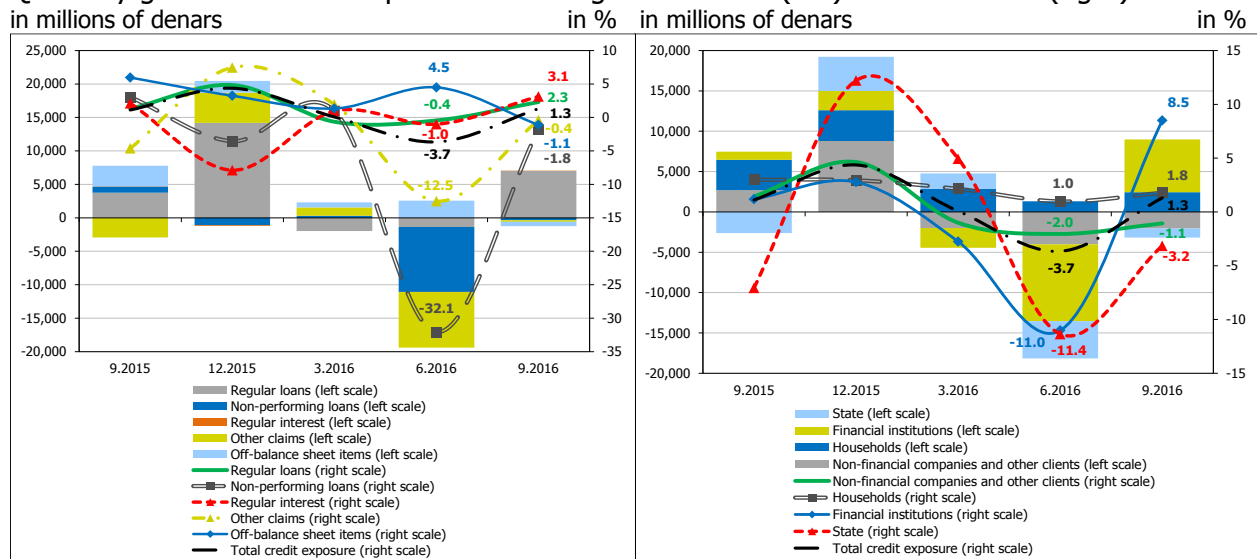 in millions of denars in % in millions of denars in %
25,000
20,000
15,000
10,000
5,000
0
-5,000
-10,000
-15,000
-20,000
10
5
0
-5
-10
-15
-20
-25
-30
-35
4.5
-0.4
-1.0
-3.7
-12.5
-32.1
3.1
2.3
1.3
-0.4
-1.1
-1.8
9.2015 12.2015 3.2016 6.2016 9.2016
Regular loans (left scale)
Non-performing loans (left scale)
Regular interest (left scale)
Other claims (left scale)
Off-balance sheet items (left scale)
Regular loans (right scale)
Non-performing loans (right scale)
Regular interest (right scale)
Other claims (right scale)
Off-balance sheet items (right scale)
Total credit exposure (right scale)
20,000
15,000
10,000
5,000
0
-5,000
-10,000
-15,000
-20,000
15
10
5
0
-5
-10
-15
1.0
-2.0
-3.7
-11.0
-11.4
8.5
1.8
1.3
-1.1
-3.2
9.2015 12.2015 3.2016 6.2016 9.2016
State (left scale)
Financial institutions (left scale)
Households (left scale)
Non-financial companies and other clients (left scale)
Non-financial companies and other clients (right scale)
Households (right scale)
Financial institutions (right scale)
State (right scale)
Total credit exposure (right scale)